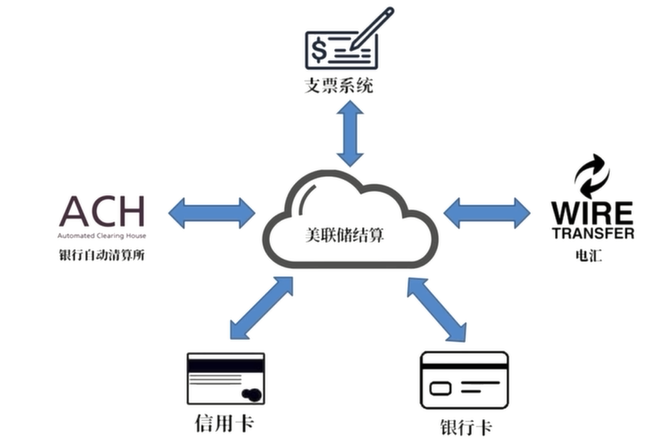 $
支票系统
ACH
Automated Clearing House
银行自动清算所
美联储结算
WIRE
TRANSFER
电汇
信用卡
银行卡